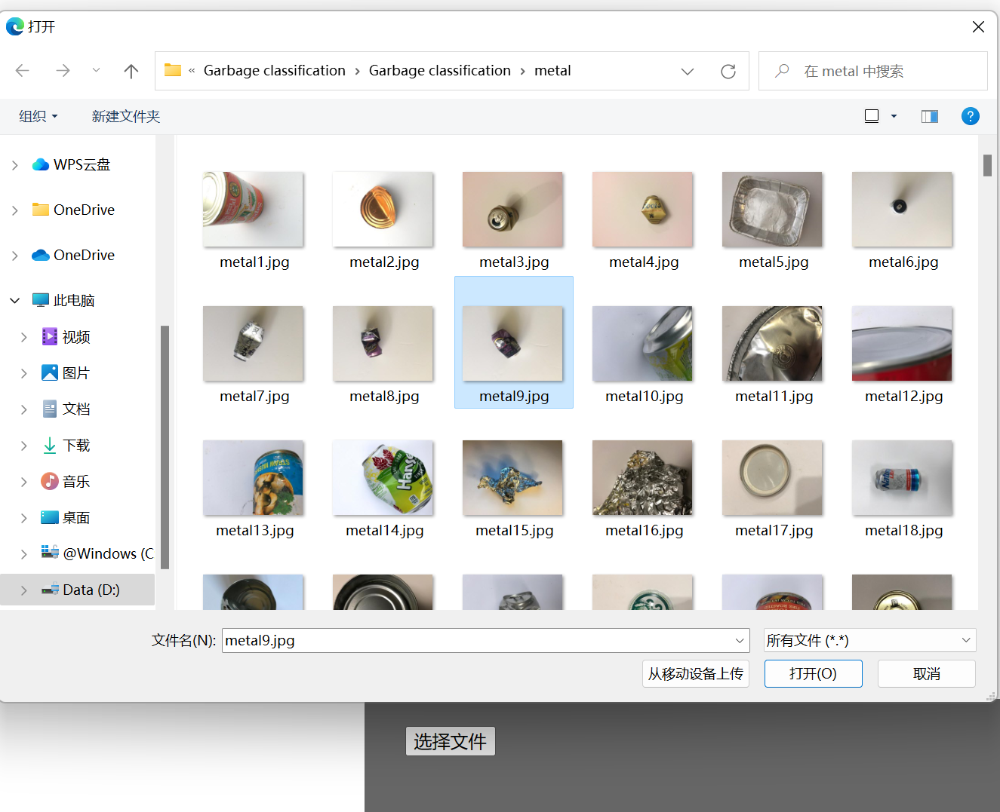 打开
« Garbage classification › Garbage classification › metal
在 metal 中搜索
组织
新建文件夹
WPS云盘
OneDrive
OneDrive
此电脑
视频
图片
文档
下载
音乐
桌面
@Windows (C
Data (D:)
metal1.jpg
metal2.jpg
metal3.jpg
metal4.jpg
metal5.jpg
metal6.jpg
metal7.jpg
metal8.jpg
metal9.jpg
metal10.jpg
metal11.jpg
metal12.jpg
metal13.jpg
metal14.jpg
metal15.jpg
metal16.jpg
metal17.jpg
metal18.jpg
文件名(N):
metal9.jpg
所有文件 (*.*)
从移动设备上传
打开(O)
取消
选择文件